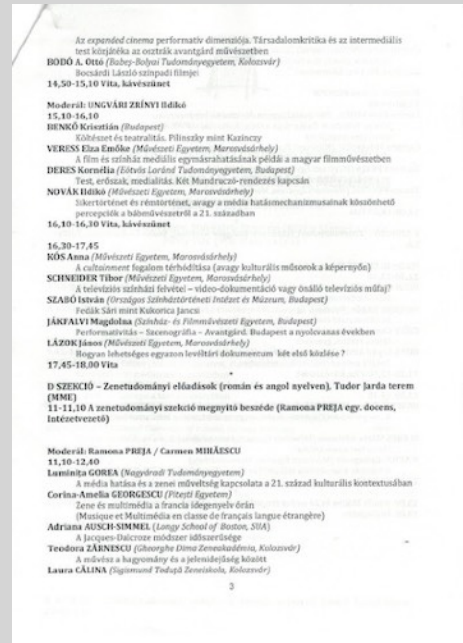 Az expanded cinema performatív dimenziója. Társadalomkritika és az intermediális
test közjátéka az osztrák avantgárd művészetben
BODÓ A. Ottó (Babeş-Bolyai Tudományegyetem, Kolozsvár)
Bocsárdi László színpadi filmjei
14,50-15,10 Vita, kávészünet
Moderál: UNGVÁRI ZRÍNYI Ildikó
15,10-16,10
BENKŐ Krisztián (Budapest)
Költészet és teatralitás. Pilinszky mint Kazinczy
VERESS Elza Emőke (Művészeti Egyetem, Marosvásárhely)
A film és színház mediális egymásrahatásának példái a magyar filmművészetben
DERES Kornélia (Eötvös Loránd Tudományegyetem, Budapest)
Test, erőszak, medialitás. Két Mundruczó-rendezés kapcsán
NOVÁK Ildikó (Művészeti Egyetem, Marosvásárhely)
Sikertörténet és rémtörténet, avagy a média hatásmechanizmusainak köszönhető
percepciók a bábművészetről a 21. században
16,10-16,30 Vita, kávészünet
16,30-17,45
KÓS Anna (Művészeti Egyetem, Marosvásárhely)
A cultainment fogalom térhódítása (avagy kulturális műsorok a képernyőn)
SCHNEIDER Tibor (Művészeti Egyetem, Marosvásárhely)
A televíziós színházi felvétel – video-dokumentáció vagy önálló televíziós műfaj?
SZABÓ István (Országos Színháztörténeti Intézet és Múzeum, Budapest)
Fedák Sári mint Kukorica Jancsi
JÁKFALVI Magdolna (Színház- és Filmművészeti Egyetem, Budapest)
Performativitás – Szcenográfia – Avantgárd. Budapest a nyolcvanas években
LÁZOK János (Művészeti Egyetem, Marosvásárhely)
Hogyan lehetséges egyazon levéltári dokumentum két első közlése ?
17,45-18,00 Vita
D SZEKCIÓ – Zenetudományi előadások (román és angol nyelven), Tudor Jarda terem
(MME)
11-11,10 A zenetudományi szekció megnyitó beszéde (Ramona PREJA egy. docens,
Intézetvezető)
Moderál: Ramona PREJA / Carmen MIHĂESCU
11,10-12,40
Luminiţa GOREA (Nagyváradi Tudományegyetem)
A média hatása és a zenei műveltség kapcsolata a 21. század kulturális kontextusában
Corina-Amelia GEORGESCU (Piteşti Egyetem)
Zene és multimédia a francia idegennyelv órán
(Musique et Multimédia en classe de français langue étrangère)
Adriana AUSCH-SIMMEL (Longy School of Boston, SUA)
A Jacques-Dalcroze módszer időszerűsége
Teodora ZĂRNESCU (Gheorghe Dima Zeneakadémia, Kolozsvár)
A művész a hagyomány és a jelenidejűség között
Laura CĂLINA (Sigismund Toduţă Zeneiskola, Kolozsvár)
3